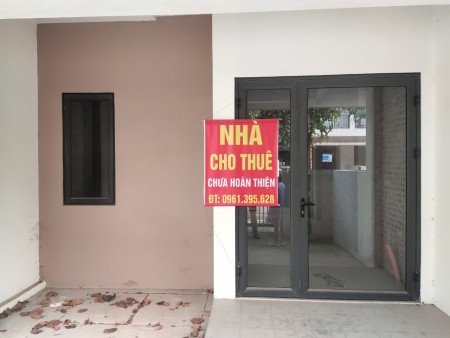 NHÀ
CHO THUÊ
CHƯA HOÀN THIỆN
ĐT: 0961.395.628